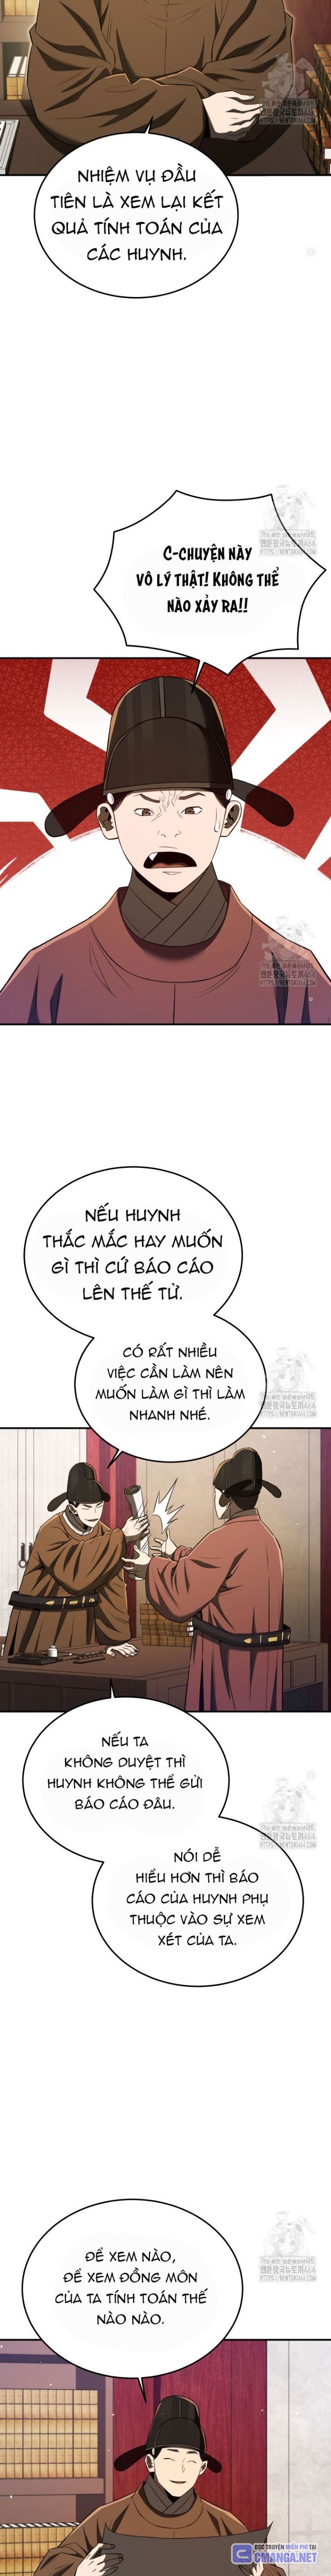 NHIỆM VỤ ĐẦU
TIÊN LÀ XEM LẠI KẾT
QUẢ TÍNH TOÁN CỦA
CÁC HUYNH.
C-CHUYỆN NÀY
VÔ LÝ THẬT! KHÔNG THỂ
NÀO XẢY RA!!
NẾU HUYNH
THẮC MẮC HAY MUỐN
GÌ THÌ CỨ BÁO CÁO
LÊN THẾ TỬ.
CÓ RẤT NHIỀU
VIỆC CẦN LÀM NÊN
MUỐN LÀM GÌ THÌ LÀM
NHANH NHÉ.
NẾU TA
KHÔNG DUYỆT THÌ
HUYNH KHÔNG THỂ GỬI
BÁO CÁO ĐÂU.
NÓI DỄ
HIỂU HƠN THÌ BÁO
CÁO CỦA HUYNH PHỤ
THUỘC VÀO SỰ XEM
XÉT CỦA TA.
ĐỂ XEM NÀO,
ĐỂ XEM ĐỒNG MÔN
CỦA TA TÍNH TOÁN THẾ
NÀO NÀO.
ĐỌC TRUYỆN MIỄN PHÍ TẠI
CMANGA.NET